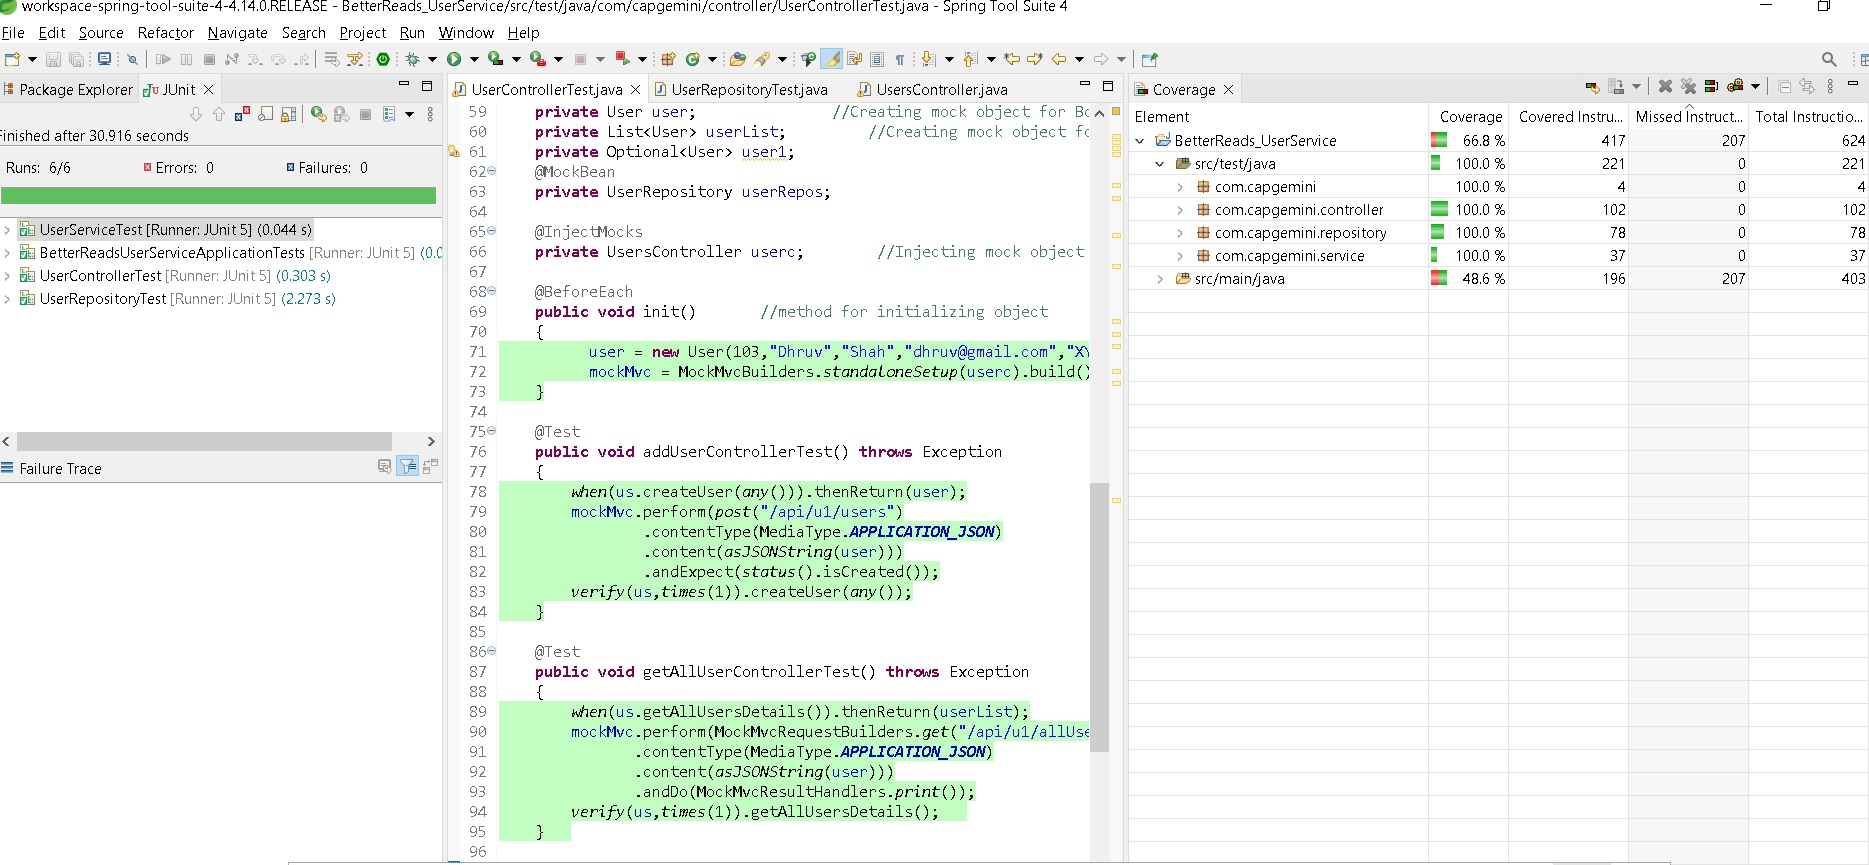 workspace-spring-tool-suite-4-4.14.0.RELEASE - BetterReads_UserService/src/test/java/com/capgemini/controller/UserControllerTest.java - Spring Tool Suite 4
File Edit Source Refactor Navigate Search Project Run Window Help
Package Explorer JUnit
Finished after 30.916 seconds
Runs: 6/6 Errors: 0 Failures: 0
UserServiceTest [Runner: JUnit 5] (0.044 s)
BetterReadsUserServiceApplicationTests [Runner: JUnit 5] (0.0
UserControllerTest [Runner: JUnit 5] (0.303 s)
UserRepositoryTest [Runner: JUnit 5] (2.273 s)
Failure Trace
UserControllerTest.java UserRepositoryTest.java UsersController.java
59 private User user; //Creating mock object for Bo
60 private List<User> userList; //Creating mock object fo
61 private Optional<User> user1;
62 @MockBean
63 private UserRepository userRepos;
64
65 @InjectMocks
66 private UsersController userc; //Injecting mock object
67
68 @BeforeEach
69 public void init() //method for initializing object
70 {
71 user = new User(103,"Dhruv","Shah","dhruv@gmail.com","XY
72 mockMvc = MockMvcBuilders.standaloneSetup(userc).build()
73 }
74
75 @Test
76 public void addUserControllerTest() throws Exception
77 {
78 when(us.createUser(any())).thenReturn(user);
79 mockMvc.perform(post("/api/u1/users")
80 .contentType(MediaType.APPLICATION_JSON)
81 .content(asJSONString(user)))
82 .andExpect(status().isCreated());
83 verify(us,times(1)).createUser(any());
84 }
85
86 @Test
87 public void getAllUserControllerTest() throws Exception
88 {
89 when(us.getAllUsersDetails()).thenReturn(userList);
90 mockMvc.perform(MockMvcRequestBuilders.get("/api/u1/allUse
91 .contentType(MediaType.APPLICATION_JSON)
92 .content(asJSONString(user)))
93 .andDo(MockMvcResultHandlers.print());
94 verify(us,times(1)).getAllUsersDetails();
95 }
96
Coverage
Element Coverage Covered Instru... Missed Instruct... Total Instructio...
BetterReads_UserService 66.8 % 417 207 624
src/test/java 100.0 % 221 0 221
com.capgemini 100.0 % 4 0 4
com.capgemini.controller 100.0 % 102 0 102
com.capgemini.repository 100.0 % 78 0 78
com.capgemini.service 100.0 % 37 0 37
src/main/java 48.6 % 196 207 403